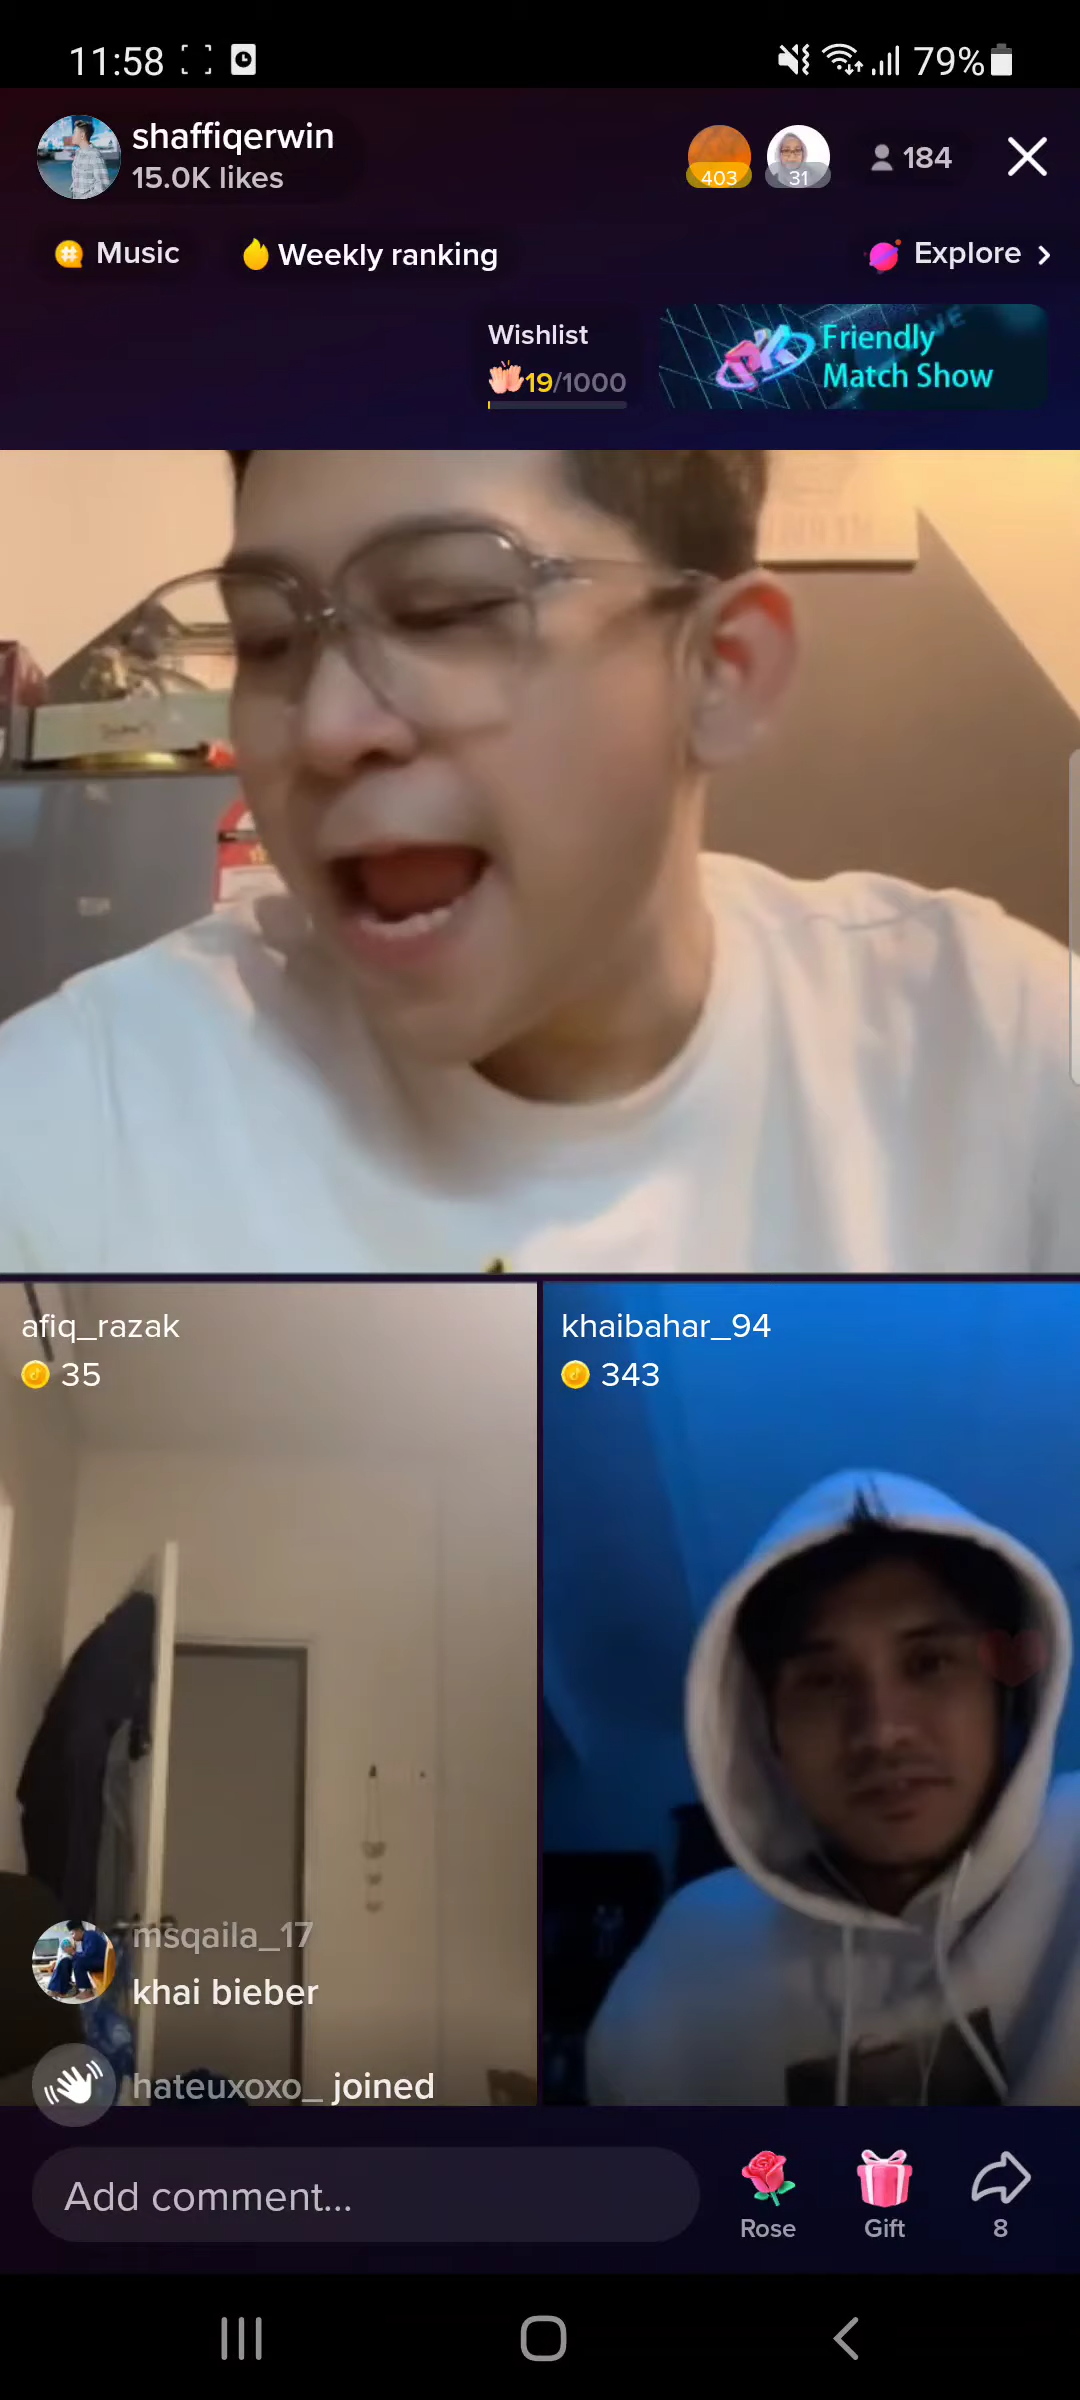 11:58
79%
shaffiqerwin
15.0K likes
403
31
184
Music
Weekly ranking
Explore
Wishlist
19/1000
Friendly
Match Show
afiq_razak
35
khaibahar_94
343
msqaila_17
khai bieber
hateuxoxo_ joined
Add comment...
Rose
Gift
8